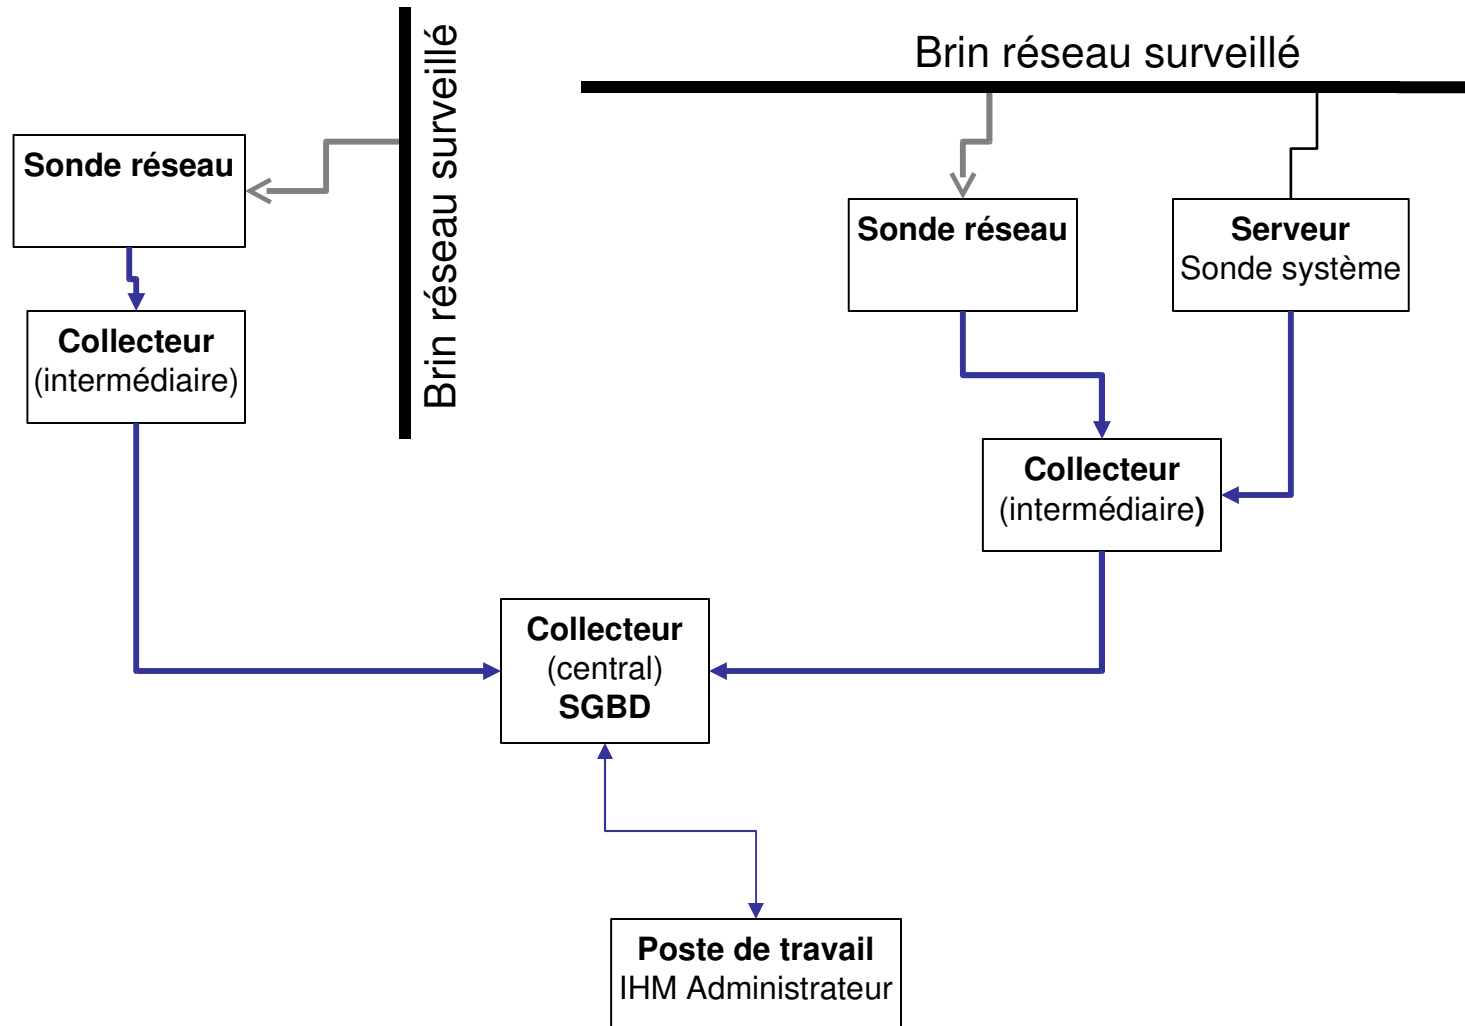 Brin réseau surveillé
Brin réseau surveillé
Sonde réseau
Sonde réseau
Serveur
Sonde système
Collecteur
(intermédiaire)
Collecteur
(intermédiaire)
Collecteur
(central)
SGBD
Poste de travail
IHM Administrateur